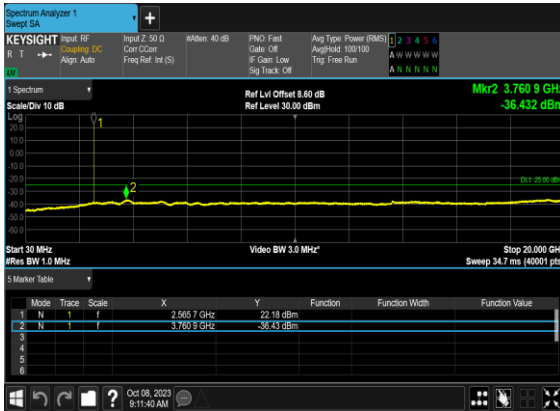 Spectrum Analyzer 1
Swept SA
+
KEYSIGHT Input: RF Input Z: 50 Ω #Atten: 40 dB PNO: Fast Avg Type: Power (RMS) 1 2 3 4 5 6
R T Coupling: DC Corr CCorr Gate: Off Avg|Hold: 100/100 A W W W W W
Align: Auto Freq Ref: Int (S) IF Gain: Low Trig: Free Run
Sig Track: Off A N N N N N
1 Spectrum
Ref Lvl Offset 8.60 dB Mkr2 3.760 9 GHz
Scale/Div 10 dB Ref Level 30.00 dBm -36.432 dBm
Log
1
20.0
10.0
0.00
-10.0
-20.0
DL1 -25.00 dBm
-30.0
2
-40.0
-50.0
-60.0
Start 30 MHz Video BW 3.0 MHz* Stop 20.000 GHz
#Res BW 1.0 MHz Sweep 34.7 ms (40001 pts)
5 Marker Table
Mode Trace Scale X Y Function Function Width Function Value
1 N 1 f 2.565 7 GHz 22.18 dBm
2 N 1 f 3.760 9 GHz -36.43 dBm
3
4
5
6
? Oct 08, 2023
9:11:40 AM